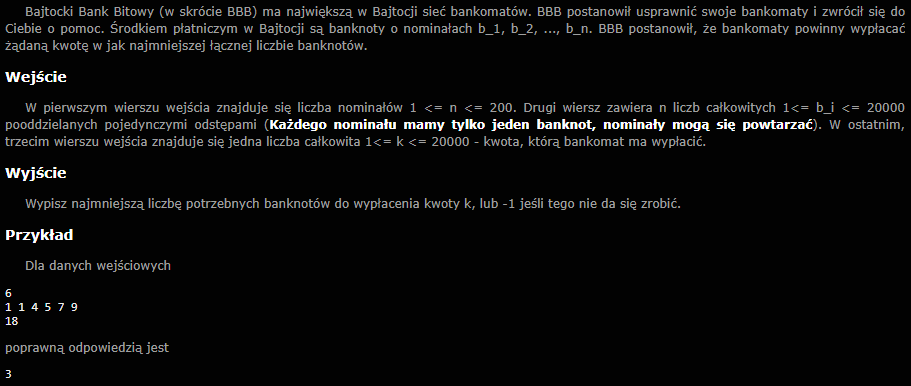 Bajtocki Bank Bitowy (w skrócie BBB) ma największą w Bajtocji sieć bankomatów. BBB postanowił usprawnić swoje bankomaty i zwrócił się do
Ciebie o pomoc. Środkiem płatniczym w Bajtocji są banknoty o nominałach b_1, b_2, ..., b_n. BBB postanowił, że bankomaty powinny wypłacać
żądaną kwotę w jak najmniejszej łącznej liczbie banknotów.
Wejście
W pierwszym wierszu wejścia znajduje się liczba nominałów 1 <= n <= 200. Drugi wiersz zawiera n liczb całkowitych 1<= b_i <= 20000
pooddzielanych pojedynczymi odstępami (Każdego nominału mamy tylko jeden banknot, nominały mogą się powtarzać). W ostatnim,
trzecim wierszu wejścia znajduje się jedna liczba całkowita 1<= k <= 20000 - kwota, którą bankomat ma wypłacić.
Wyjście
Wypisz najmniejszą liczbę potrzebnych banknotów do wypłacenia kwoty k, lub -1 jeśli tego nie da się zrobić.
Przykład
Dla danych wejściowych
6
1 1 4 5 7 9
18
poprawną odpowiedzią jest
3